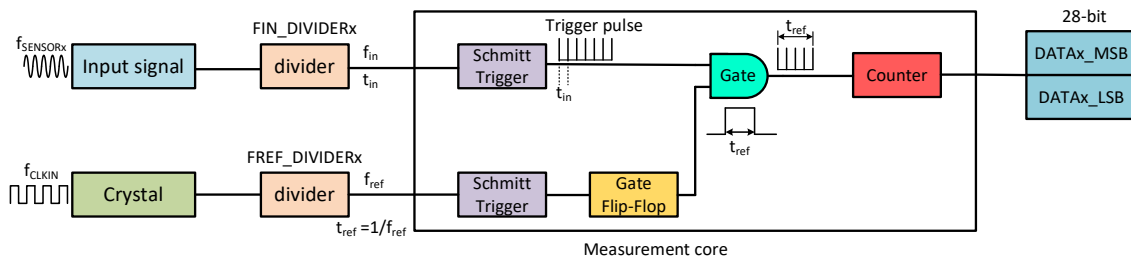 FIN_DIVIDERx
Trigger pulse
t_ref
28-bit
f_SENSORx
Input signal
divider
f_in
t_in
Schmitt
Trigger
t_in
Gate
Counter
DATAx_MSB
DATAx_LSB
t_ref
FREF_DIVIDERx
f_CLKIN
Crystal
divider
f_ref
t_ref =1/f_ref
Schmitt
Trigger
Gate
Flip-Flop
Measurement core